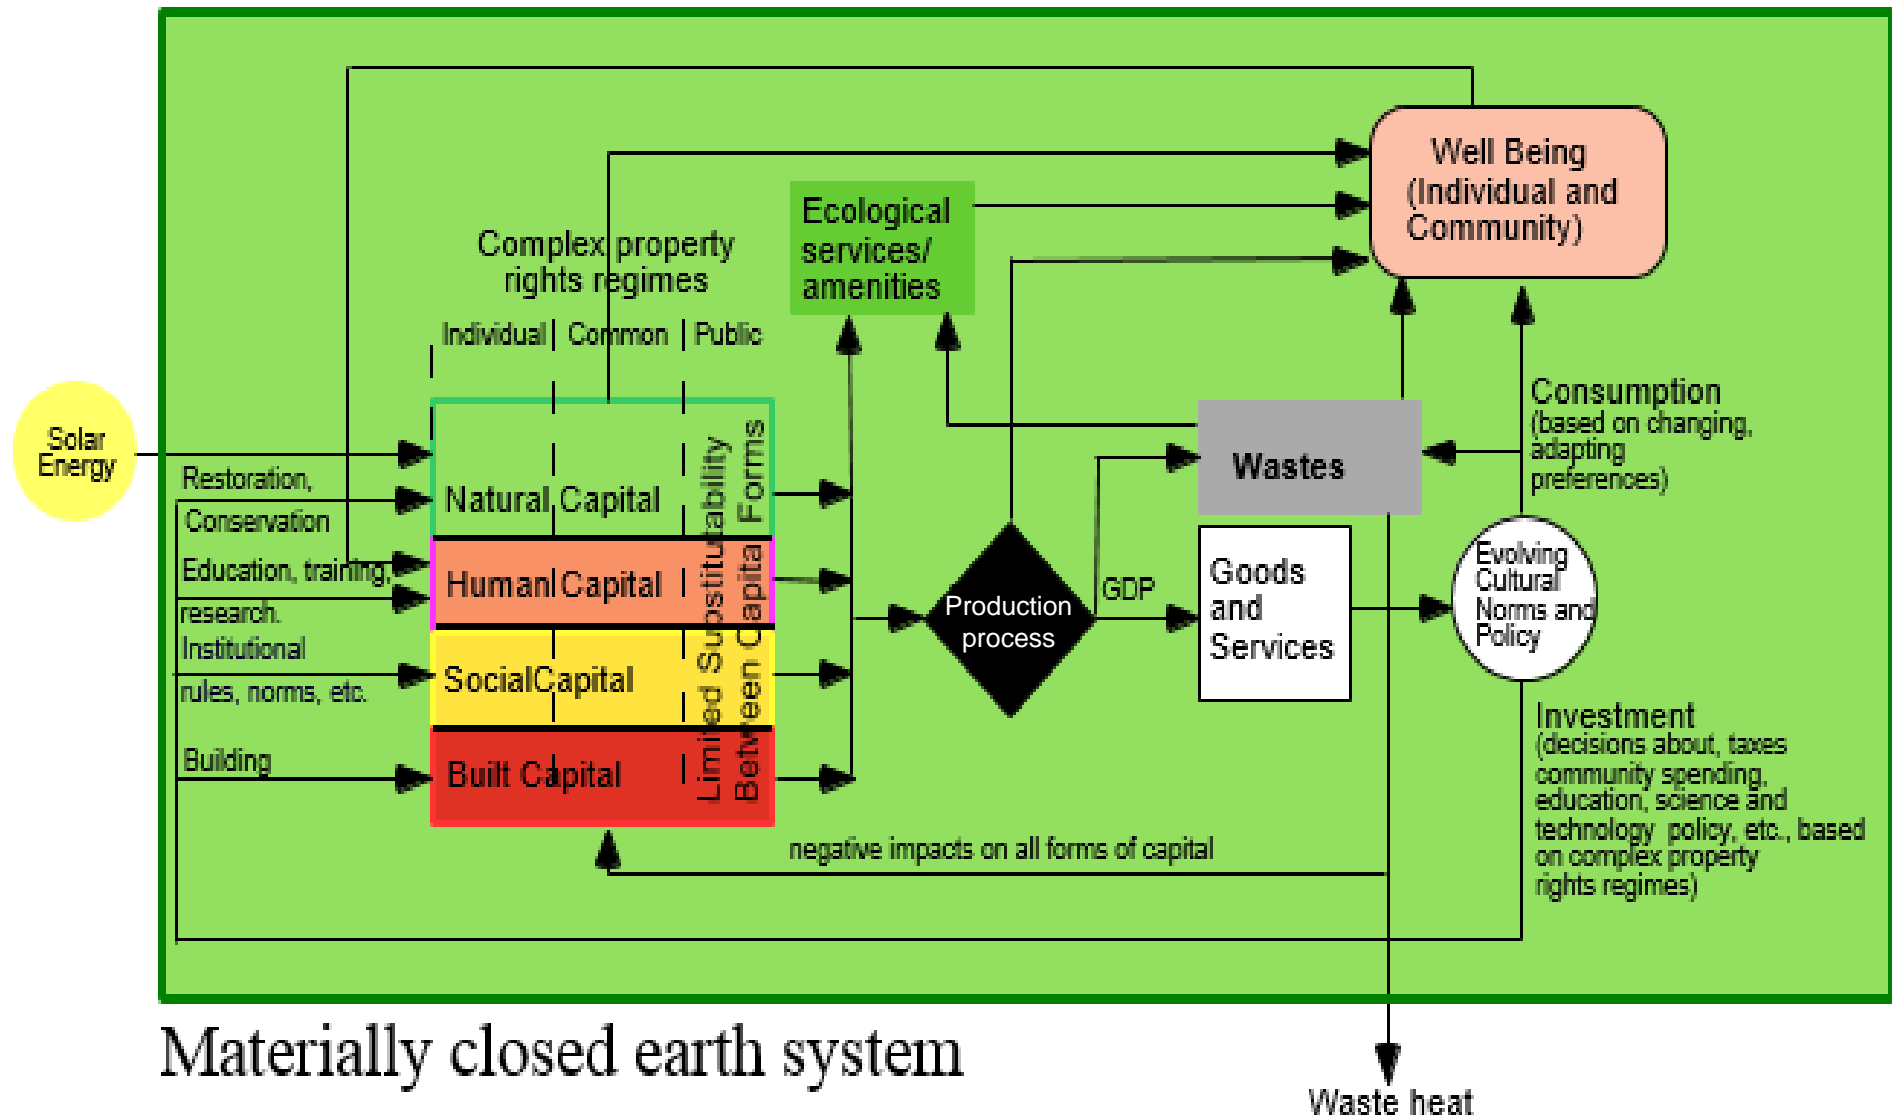 Well Being
(Individual and
Community)
Ecological
services/
amenities
Complex property
rights regimes
Individual
Common
Public
Solar
Energy
Restoration,
Conservation
Education, training,
research.
Institutional
rules, norms, etc.
Building
Natural Capital
Human Capital
SocialCapital
Built Capital
Limited Substitutability
Between Capital Forms
Production
process
GDP
Wastes
Goods
and
Services
Evolving
Cultural
Norms and
Policy
Consumption
(based on changing,
adapting
preferences)
Investment
(decisions about, taxes
community spending,
education, science and
technology policy, etc., based
on complex property
rights regimes)
negative impacts on all forms of capital
Materially closed earth system
Waste heat